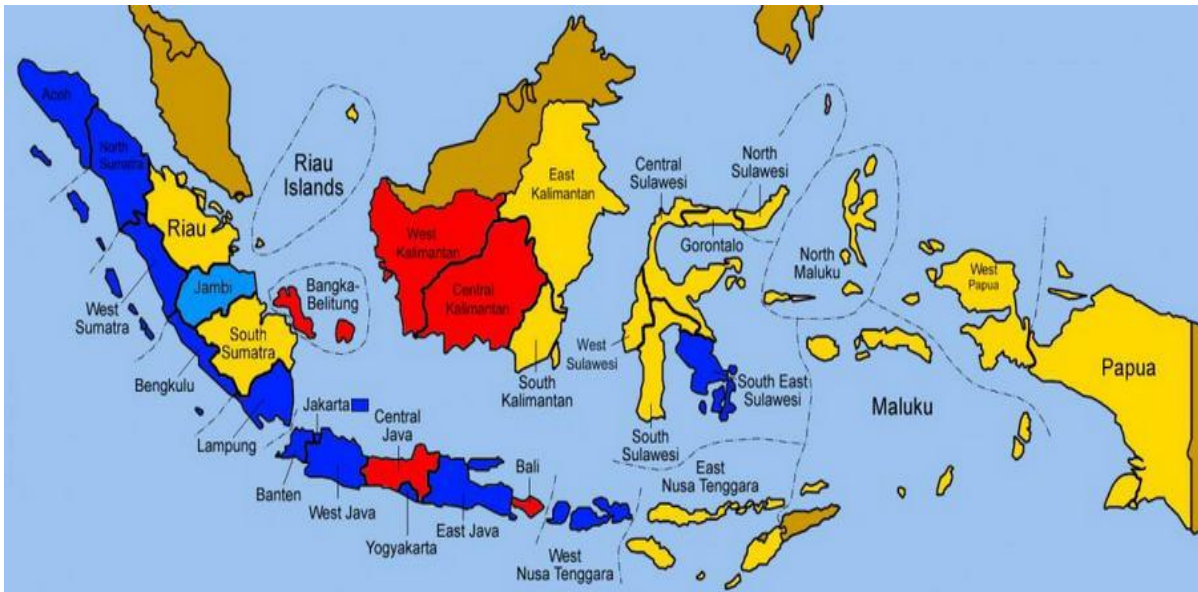 Aceh
North
Sumatra
Riau
Islands
Riau
West
Sumatra
Jambi
Bangka-
Belitung
South
Sumatra
Bengkulu
Lampung
West
Kalimantan
Central
Kalimantan
East
Kalimantan
South
Kalimantan
Central
Sulawesi
North
Sulawesi
Gorontalo
West
Sulawesi
South
Sulawesi
South East
Sulawesi
North
Maluku
Maluku
West
Papua
Papua
Jakarta
Banten
West Java
Central
Java
Yogyakarta
East Java
Bali
West
Nusa Tenggara
East
Nusa Tenggara